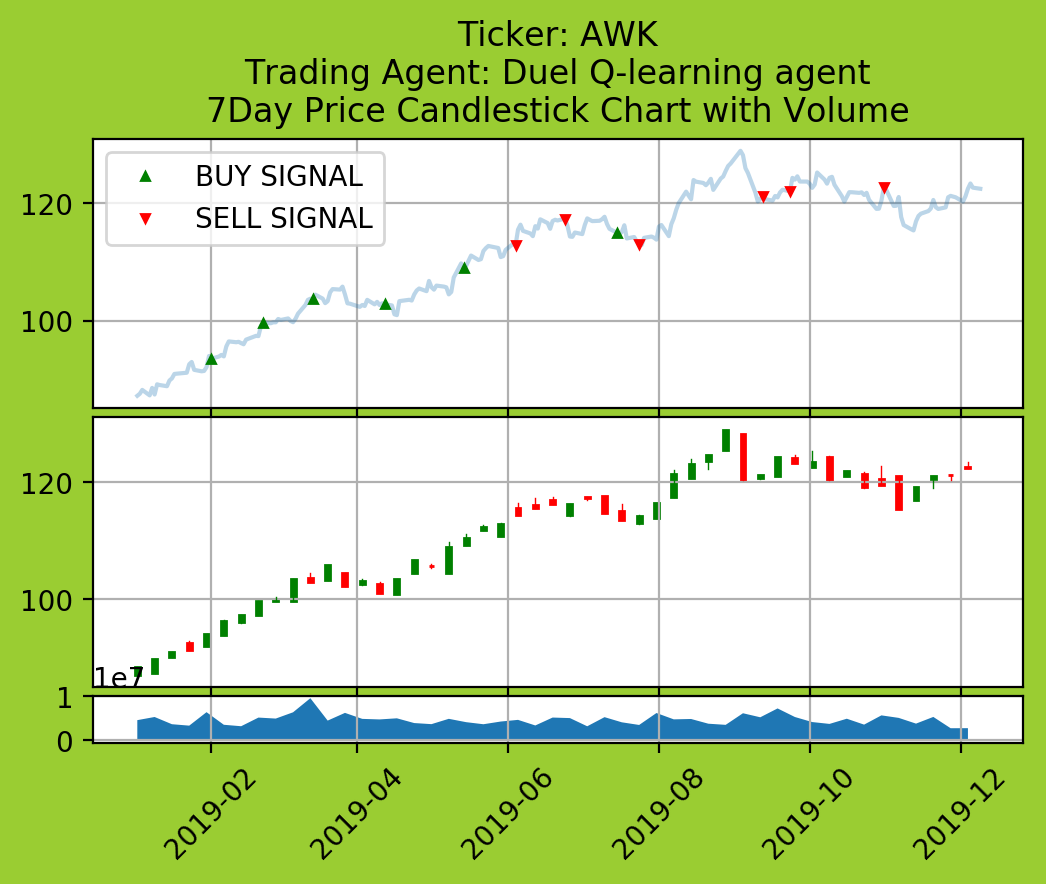 Ticker: AWK
Trading Agent: Duel Q-learning agent
7Day Price Candlestick Chart with Volume
BUY SIGNAL
SELL SIGNAL
120
100
120
100
1e7
1
0
2019-02
2019-04
2019-06
2019-08
2019-10
2019-12